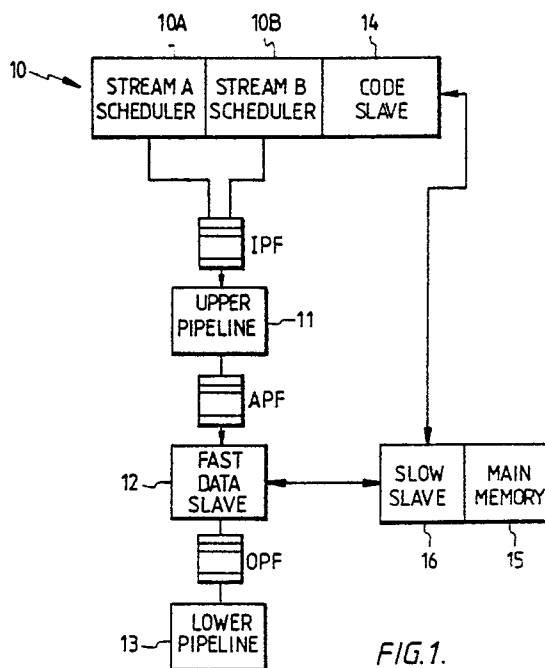 10A 10B 14
10
STREAM A
SCHEDULER
STREAM B
SCHEDULER
CODE
SLAVE
IPF
UPPER
PIPELINE
11
APF
FAST
DATA
SLAVE
12
SLOW
SLAVE
MAIN
MEMORY
16 15
OPF
LOWER
PIPELINE
13
FIG.1.